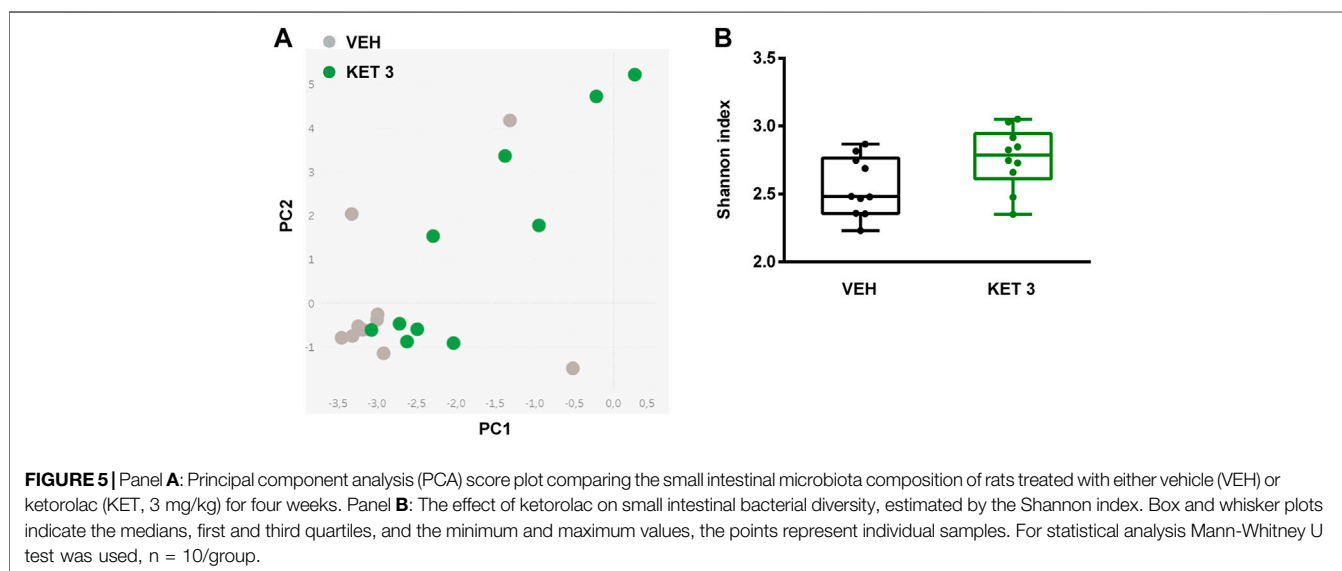 A
VEH
KET 3
5
4
3
2
1
0
-1
PC2
-3,5 -3,0 -2,5 -2,0 -1,5 -1,0 -0,5 0,0 0,5
PC1
B
3.5
3.0
2.5
2.0
Shannon index
VEH KET 3
FIGURE 5 | Panel A: Principal component analysis (PCA) score plot comparing the small intestinal microbiota composition of rats treated with either vehicle (VEH) or
ketorolac (KET, 3 mg/kg) for four weeks. Panel B: The effect of ketorolac on small intestinal bacterial diversity, estimated by the Shannon index. Box and whisker plots
indicate the medians, first and third quartiles, and the minimum and maximum values, the points represent individual samples. For statistical analysis Mann-Whitney U
test was used, n = 10/group.